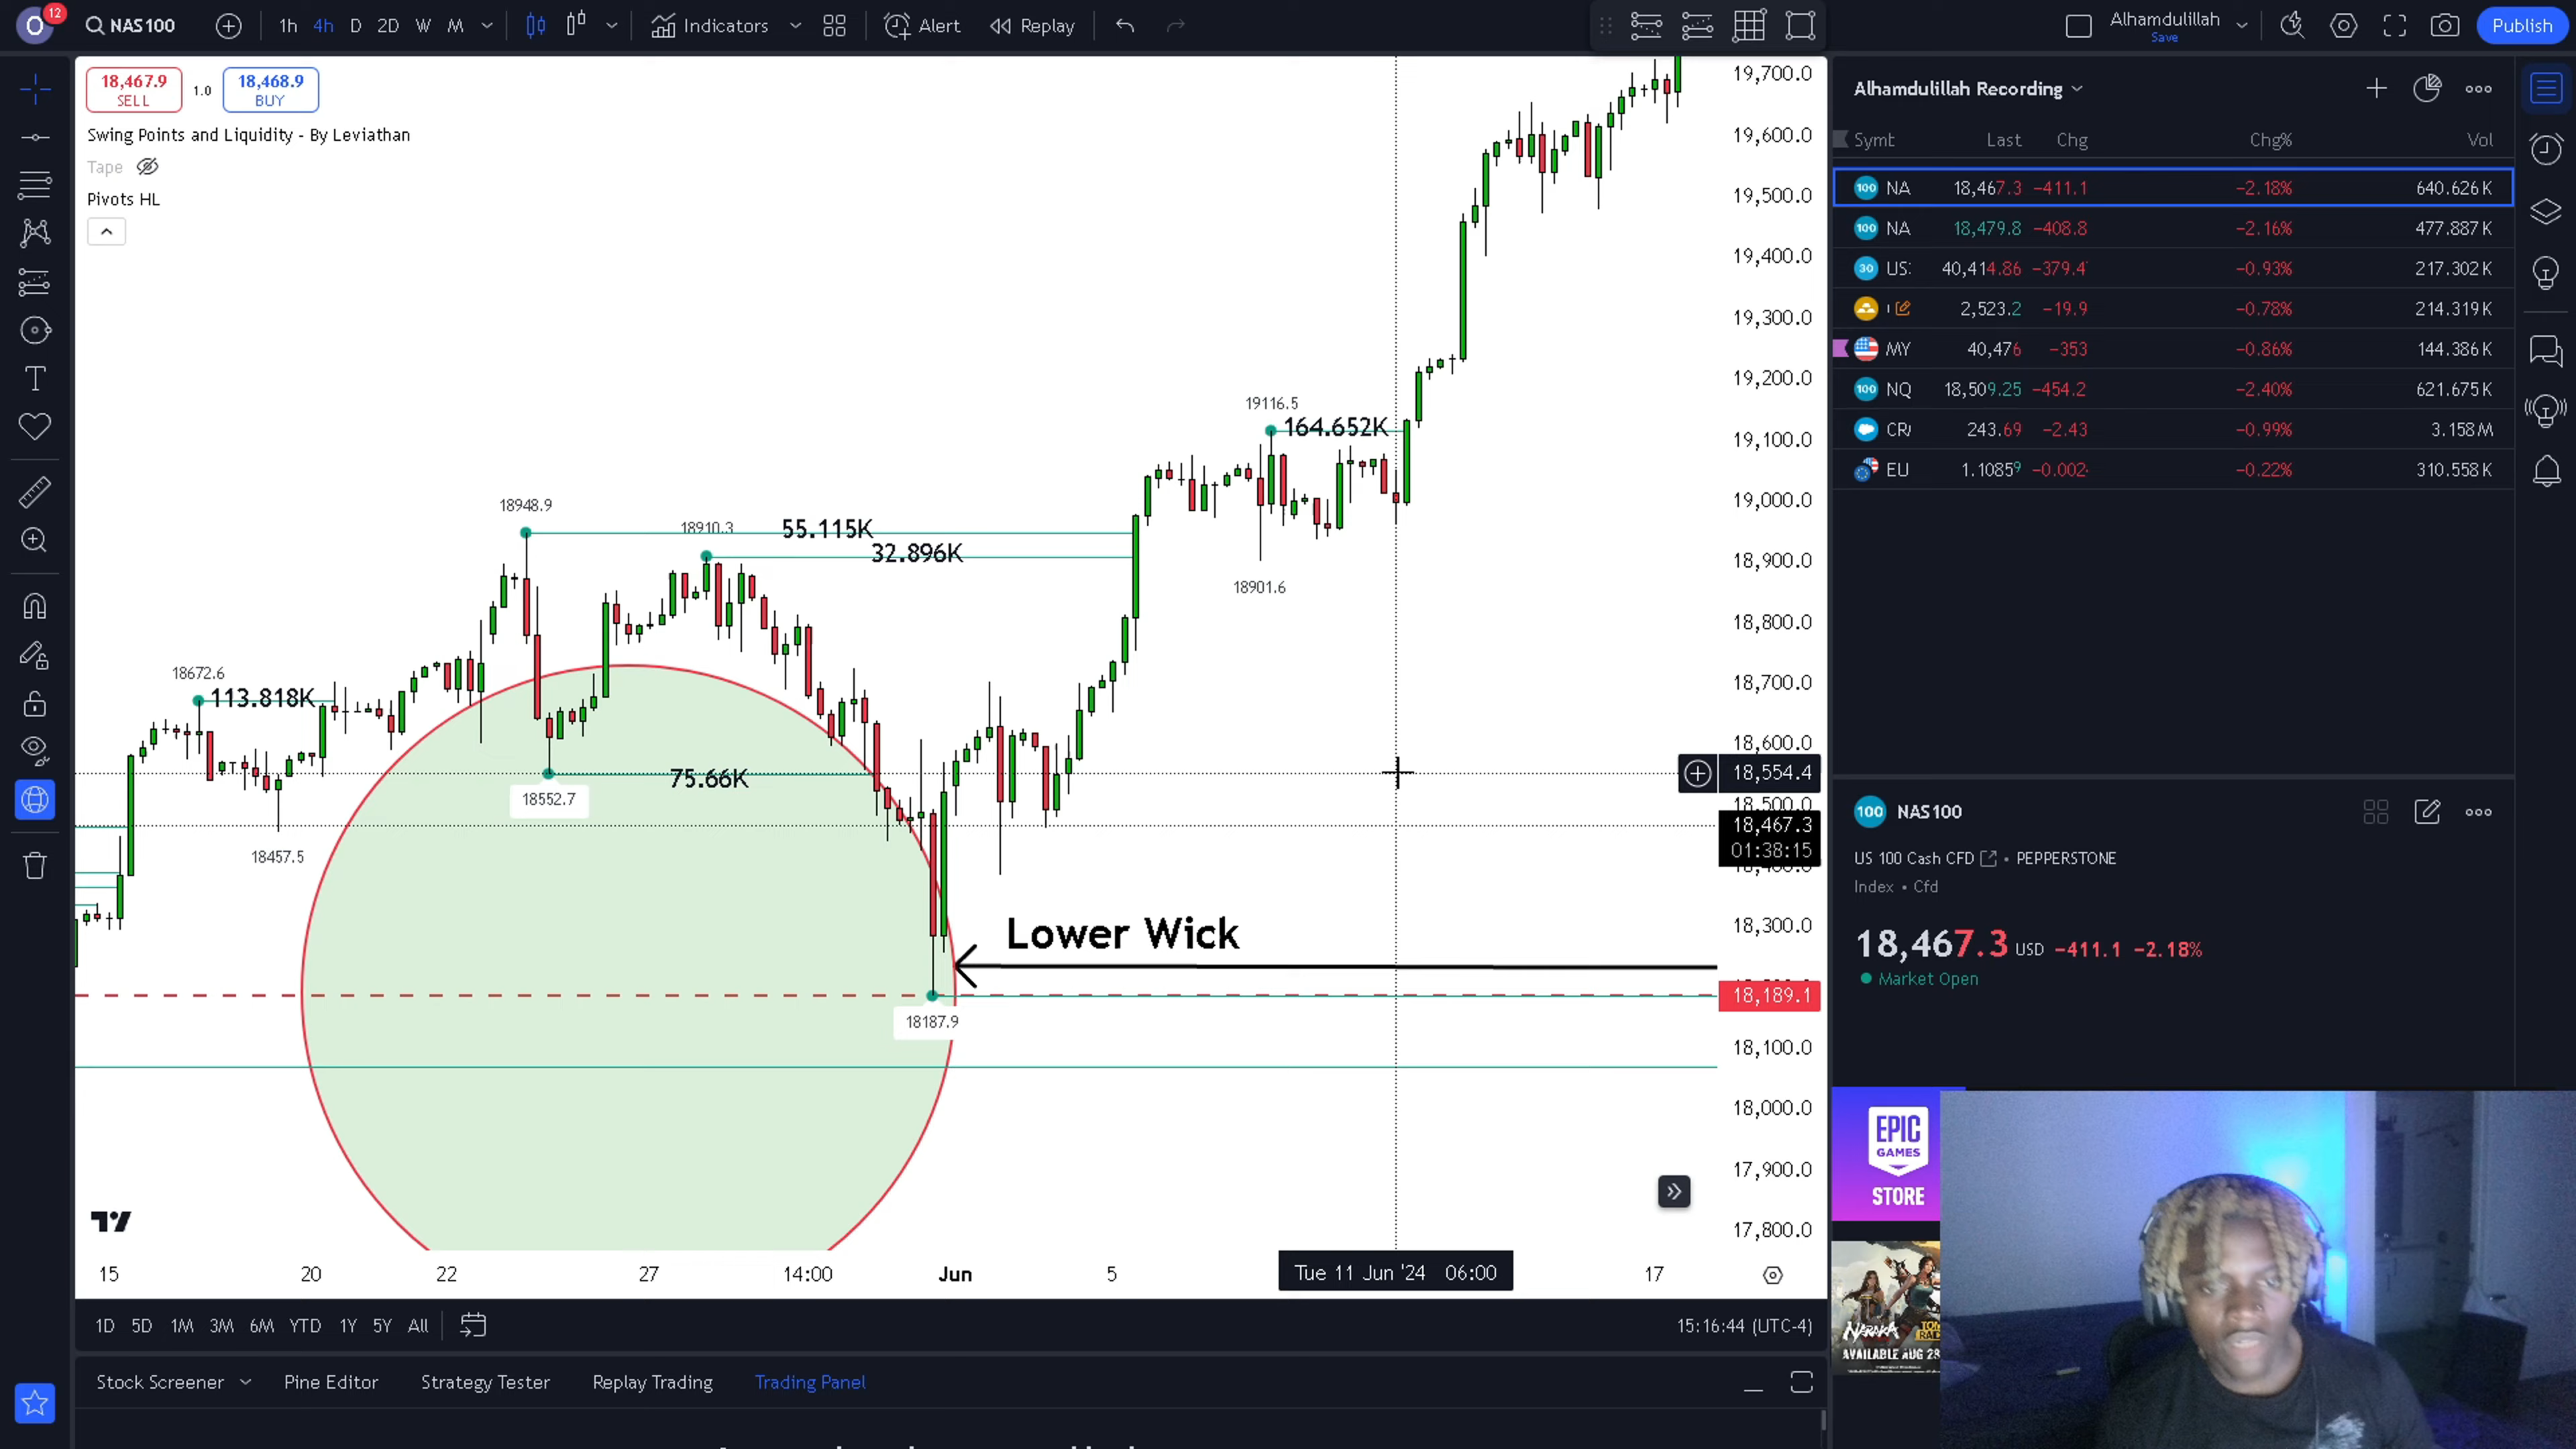 O 12 NAS100 1h 4h D 2D W M Indicators Alert Replay Alhamdulillah Save Publish
18,467.9 SELL 1.0 18,468.9 BUY
Swing Points and Liquidity - By Leviathan
Tape
Pivots HL
19,700.0
19,600.0
19,500.0
19,400.0
19,300.0
19,200.0
19,100.0
19,000.0
18,900.0
18,800.0
18,700.0
18,600.0
18,554.4
18,500.0
18,467.3
01:38:15
18,300.0
18,189.1
18,100.0
18,000.0
17,900.0
17,800.0
19116.5
164.652K
18948.9
18910.3
55.115K
32.896K
18901.6
18672.6
113.818K
75.66K
18552.7
18457.5
Lower Wick
18187.9
15 20 22 27 14:00 Jun 5 Tue 11 Jun '24 06:00 17
1D 5D 1M 3M 6M YTD 1Y 5Y All 15:16:44 (UTC-4)
Stock Screener Pine Editor Strategy Tester Replay Trading Trading Panel
Alhamdulillah Recording
Symt Last Chg Chg% Vol
100 NA 18,467.3 −411.1 −2.18% 640.626K
100 NA 18,479.8 −408.8 −2.16% 477.887K
30 US: 40,414.86 −379.4 −0.93% 217.302K
2,523.2 −19.9 −0.78% 214.319K
MY 40,476 −353 −0.86% 144.386K
100 NQ 18,509.25 −454.2 −2.40% 621.675K
CR 243.69 −2.43 −0.99% 3.158M
EU 1.10859 −0.002 −0.22% 310.558K
100 NAS100
US 100 Cash CFD • PEPPERSTONE
Index • Cfd
18,467.3 USD −411.1 −2.18%
Market Open
EPIC
GAMES
STORE
NARAKA
AVAILABLE AUG 28